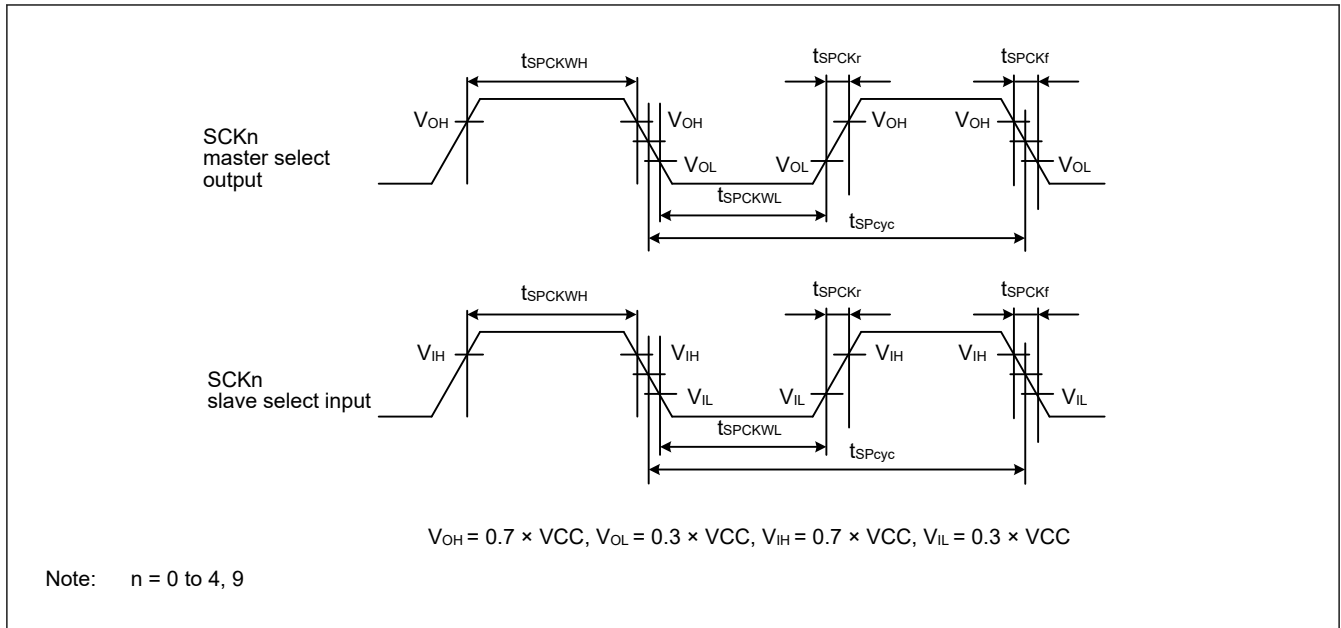 tSPCKWH
tSPCKr
tSPCKf
SCKn
master select
output
VOH
VOH
VOL
VOL
VOH
VOH
VOL
tSPCKWL
tSPcyc
tSPCKWH
tSPCKr
tSPCKf
SCKn
slave select input
VIH
VIH
VIL
VIL
VIH
VIH
VIL
tSPCKWL
tSPcyc
VOH = 0.7 × VCC, VOL = 0.3 × VCC, VIH = 0.7 × VCC, VIL = 0.3 × VCC
Note: n = 0 to 4, 9